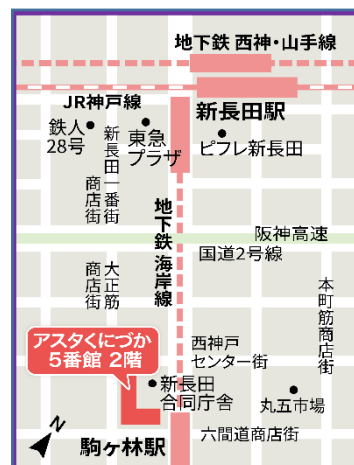 地下鉄 西神・山手線
JR神戸線
新長田駅
鉄人
28号
東急
プラザ
ピフレ新長田
新長田一番街
商店街
地下鉄 海岸線
阪神高速
国道2号線
大正筋
商店街
本町筋商店街
アスタくにづか
5番館 2階
西神戸
センター街
新長田
合同庁舎
丸五市場
六間道商店街
駒ヶ林駅
N